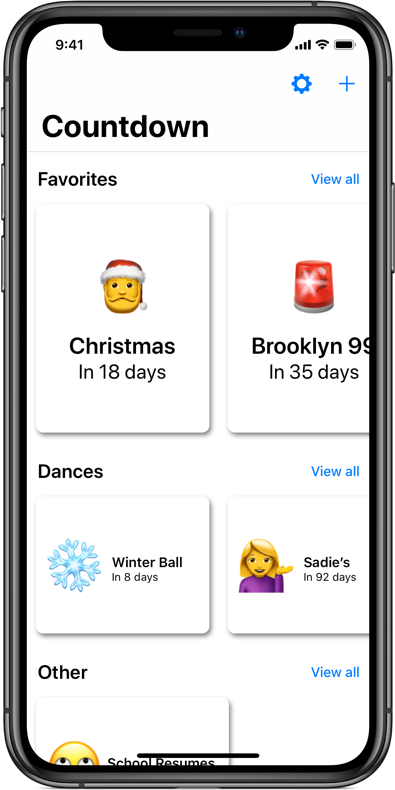 9:41
Countdown
Favorites View all
Christmas
In 18 days
Brooklyn 99
In 35 days
Dances View all
Winter Ball
In 8 days
Sadie’s
In 92 days
Other View all
School Resumes